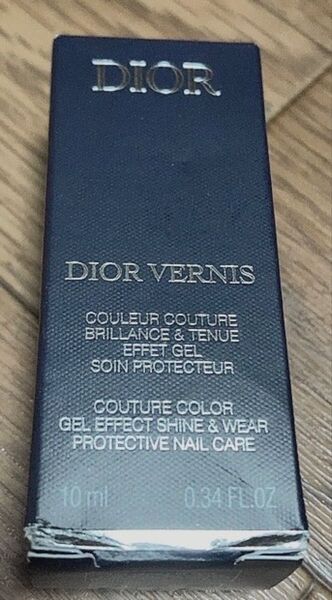 DIOR
DIOR VERNIS
COULEUR COUTURE
BRILLANCE & TENUE
EFFET GEL
SOIN PROTECTEUR
COUTURE COLOR
GEL EFFECT SHINE & WEAR
PROTECTIVE NAIL CARE
10 ml 0.34 FL.OZ